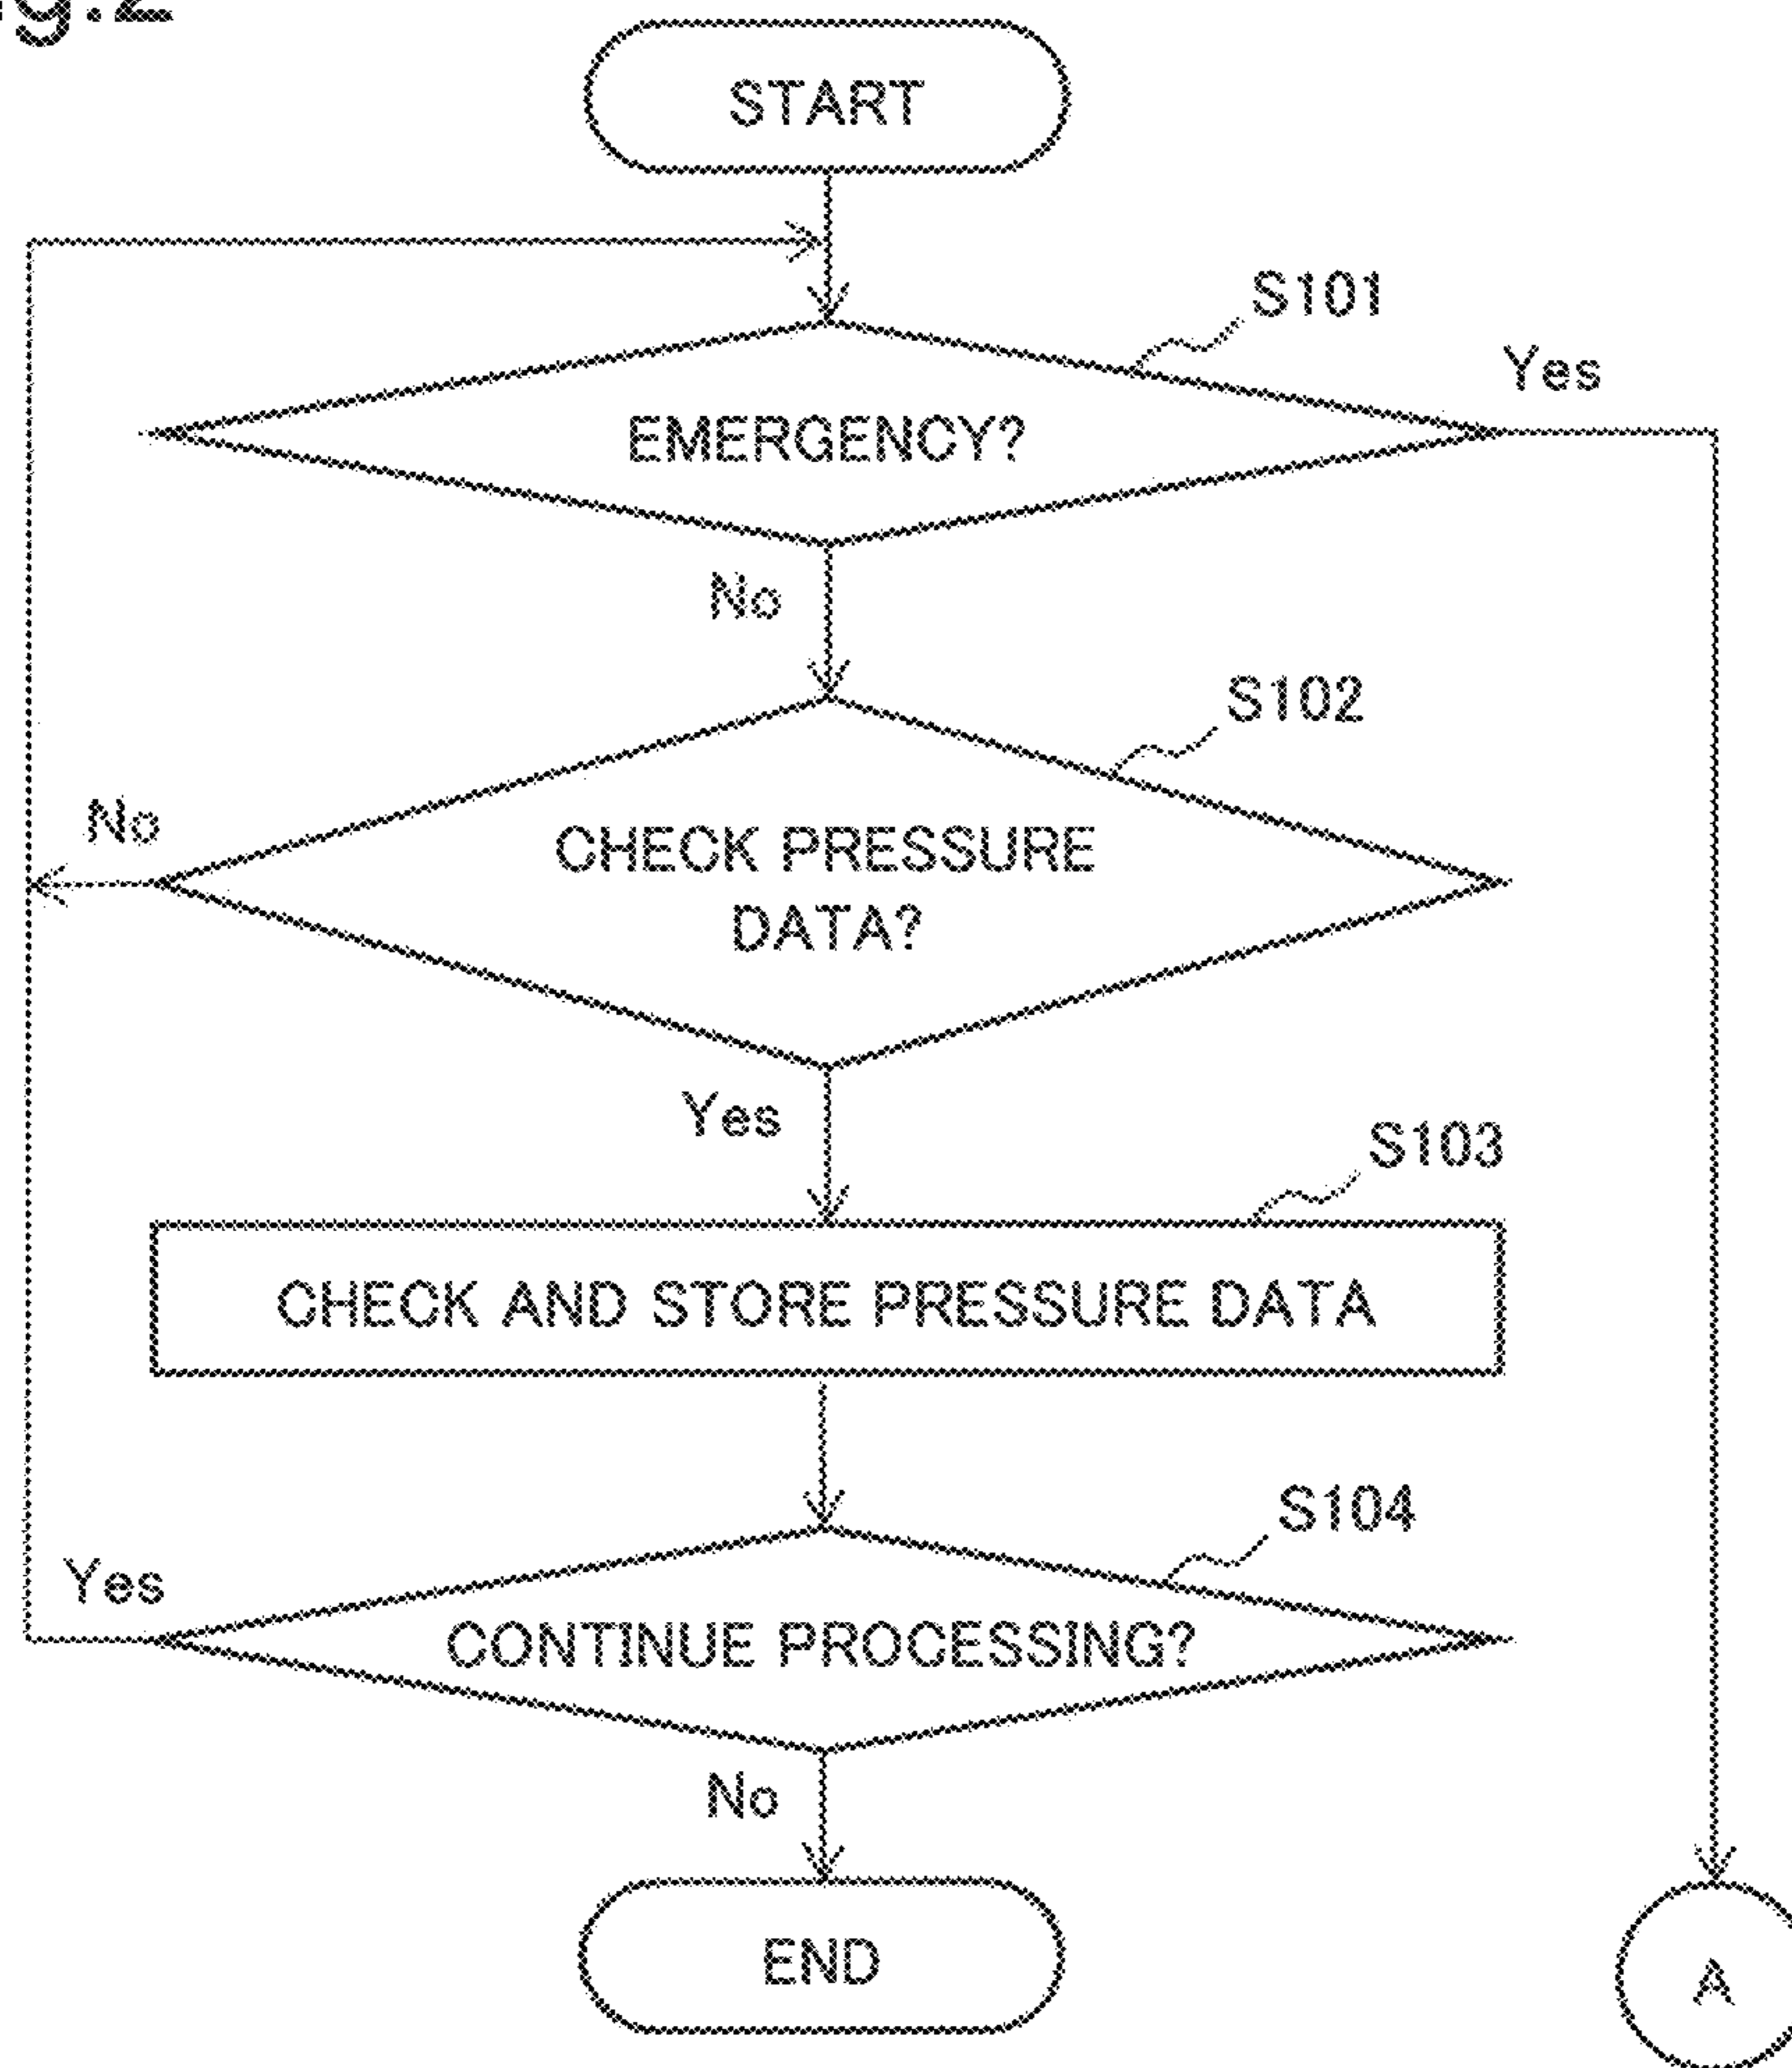 g.2
START
S101
Yes
EMERGENCY?
No
S102
No
CHECK PRESSURE
DATA?
Yes
S103
CHECK AND STORE PRESSURE DATA
S104
Yes
CONTINUE PROCESSING?
No
END
A